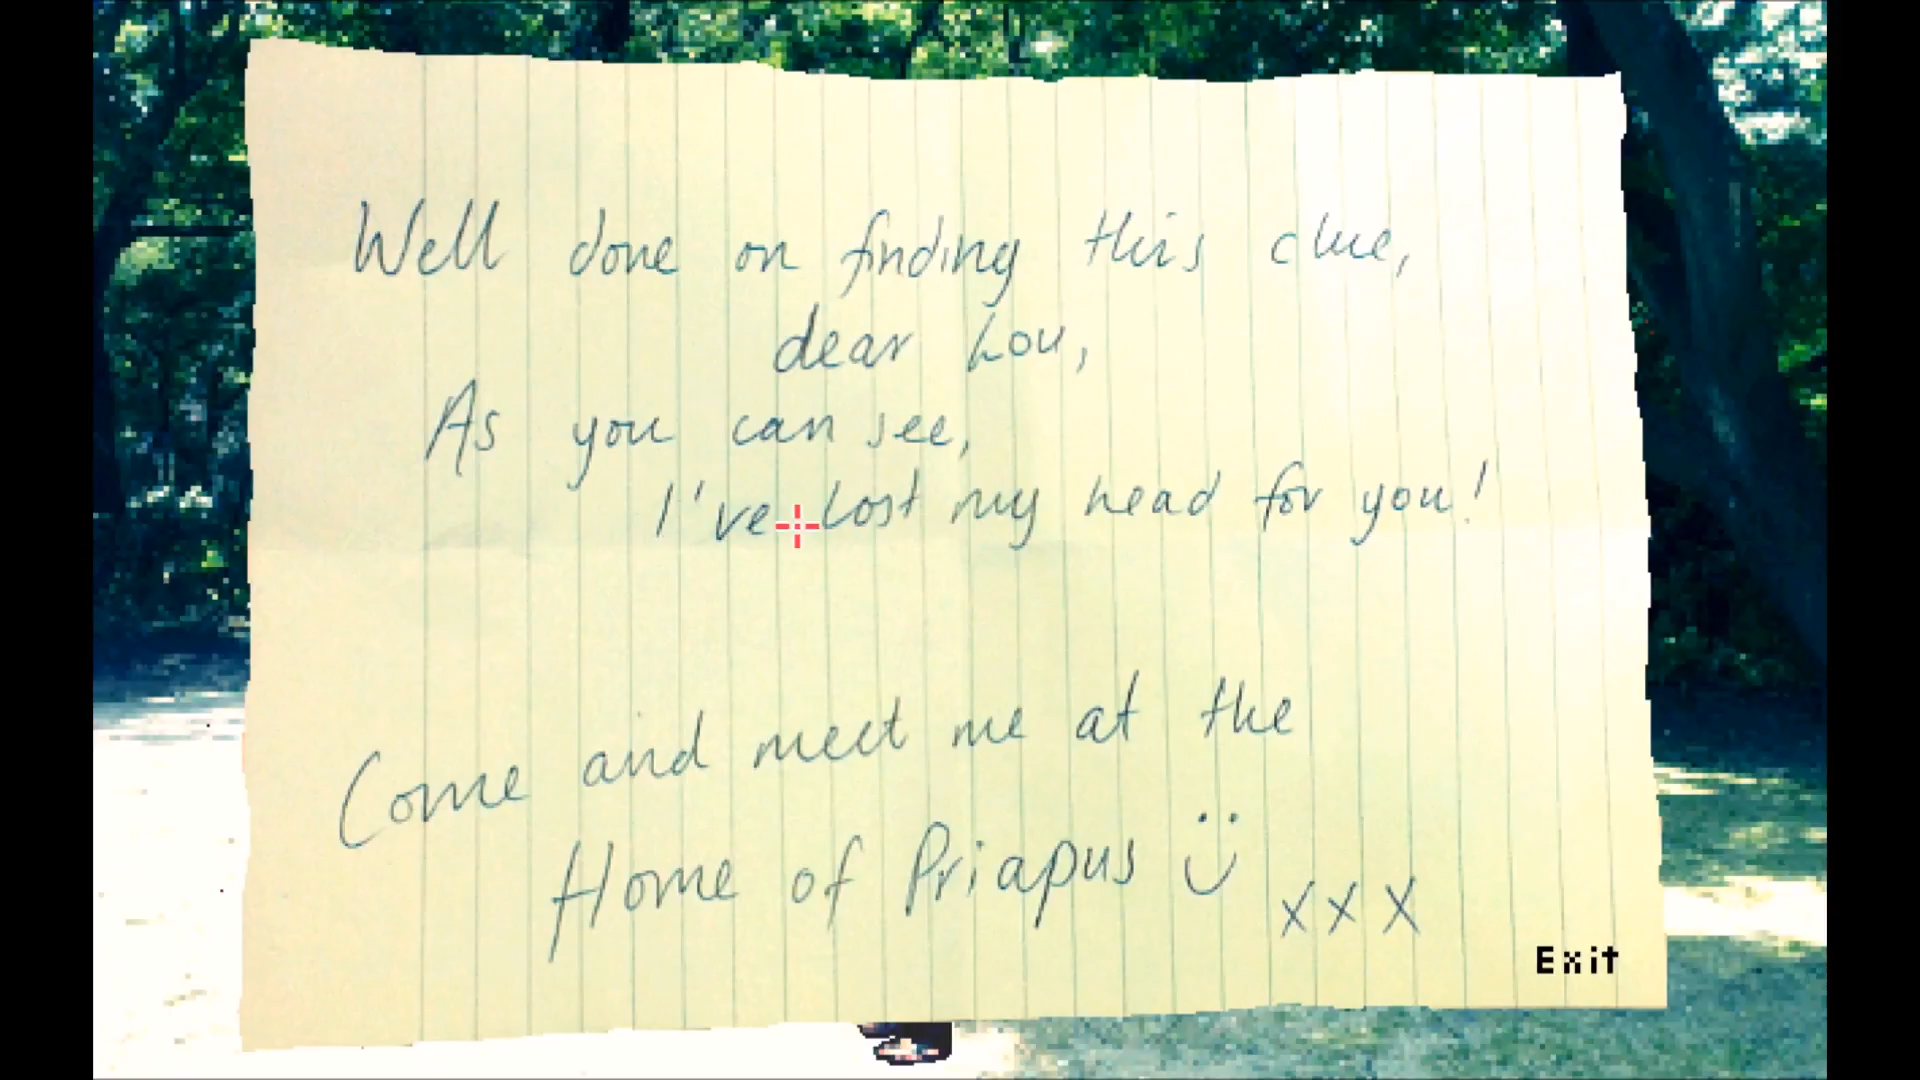 Well done on finding this clue,
dear Lou,
As you can see,
I've lost my head for you!
Come and meet me at the
Home of Priapus :)
xxx
Exit